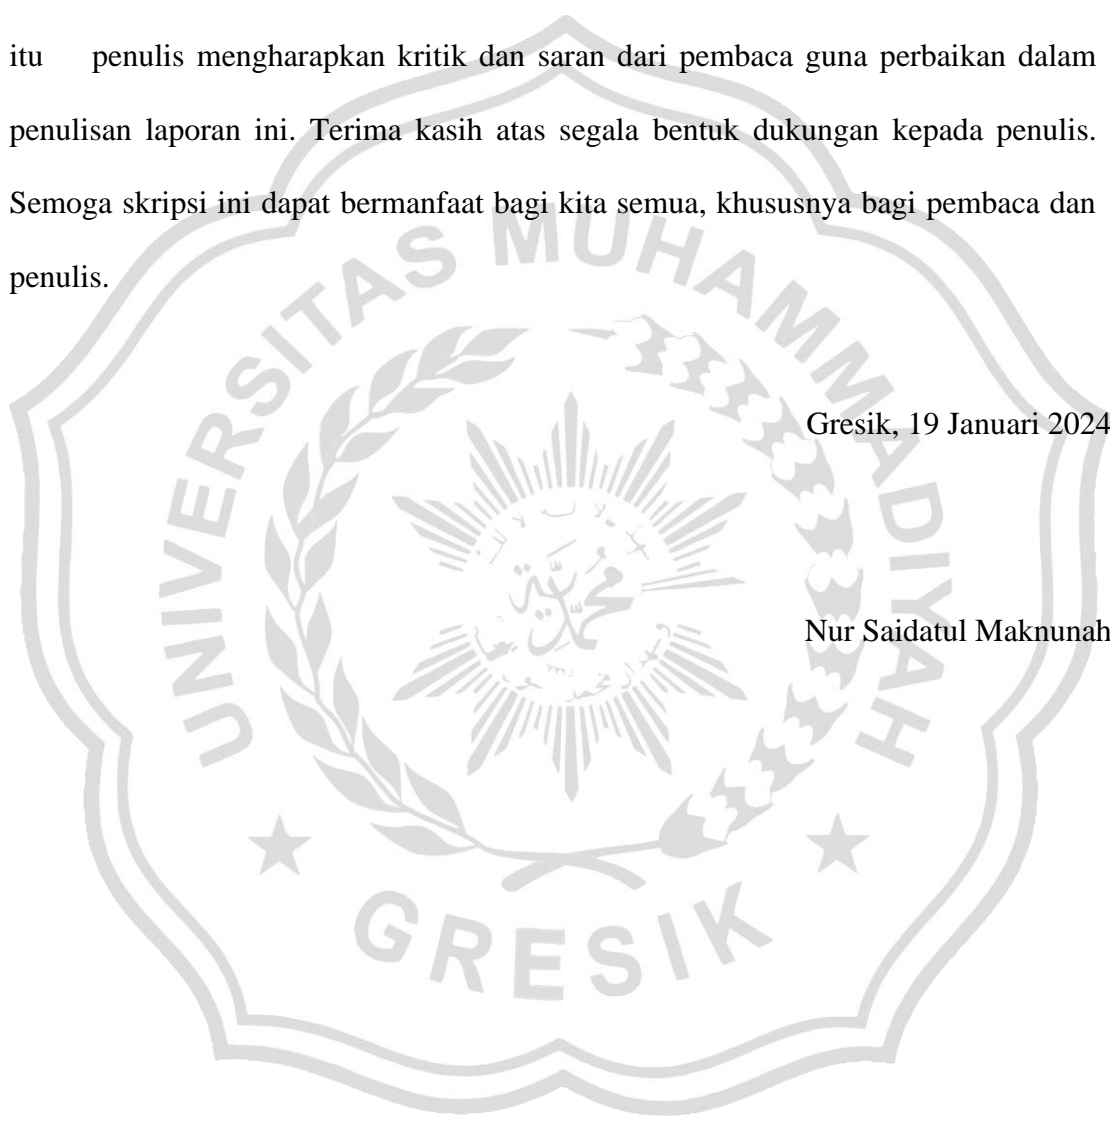 itu penulis mengharapkan kritik dan saran dari pembaca guna perbaikan dalam
penulisan laporan ini. Terima kasih atas segala bentuk dukungan kepada penulis.
Semoga skripsi ini dapat bermanfaat bagi kita semua, khususnya bagi pembaca dan
penulis.
UNIVERSITAS MUHAMMADIYAH
Gresik, 19 Januari 2024
محمدية
Nur Saidatul Maknunah
GRESIK